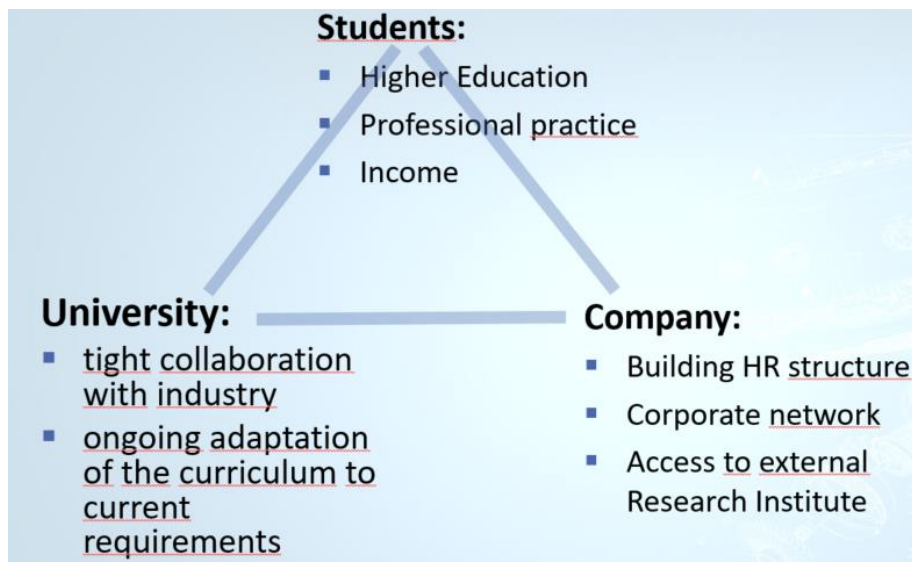 Students:
Higher Education
Professional practice
Income
University:
tight collaboration
with industry
ongoing adaptation
of the curriculum to
current
requirements
Company:
Building HR structure
Corporate network
Access to external
Research Institute